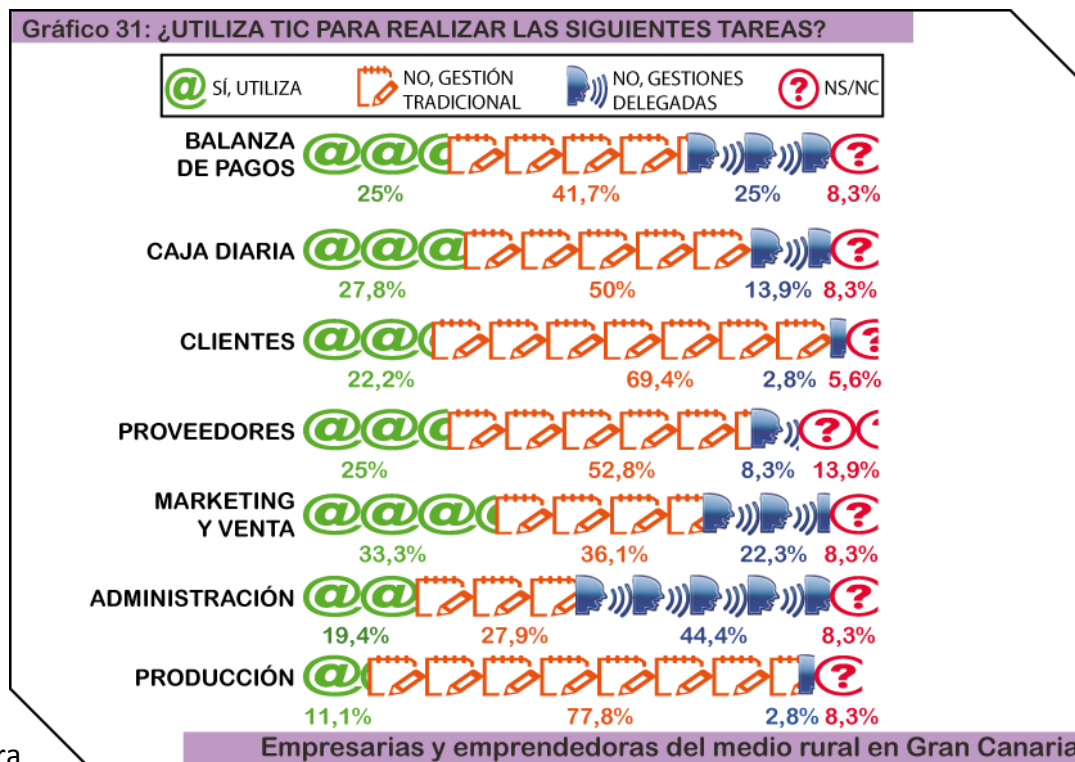 Gráfico 31: ¿UTILIZA TIC PARA REALIZAR LAS SIGUIENTES TAREAS?
SÍ, UTILIZA
NO, GESTIÓN
TRADICIONAL
NO, GESTIONES
DELEGADAS
NS/NC
BALANZA
DE PAGOS
25% 41,7% 25% 8,3%
CAJA DIARIA
27,8% 50% 13,9% 8,3%
CLIENTES
22,2% 69,4% 2,8% 5,6%
PROVEEDORES
25% 52,8% 8,3% 13,9%
MARKETING
Y VENTA
33,3% 36,1% 22,3% 8,3%
ADMINISTRACIÓN
19,4% 27,9% 44,4% 8,3%
PRODUCCIÓN
11,1% 77,8% 2,8% 8,3%
Empresarias y emprendedoras del medio rural en Gran Canaria
ra